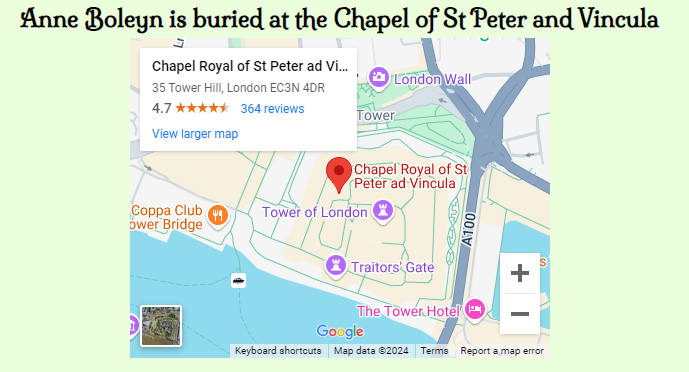 Anne Boleyn is buried at the Chapel of St Peter and Vincula
Chapel Royal of St Peter ad Vi...
35 Tower Hill, London EC3N 4DR
4.7 364 reviews
View larger map
London Wall
Tower
Chapel Royal of St
Peter ad Vincula
Coppa Club
ower Bridge
Tower of London
A100
Traitors' Gate
s
The Tower Hotel
Google
Keyboard shortcuts Map data ©2024 Terms Report a map error